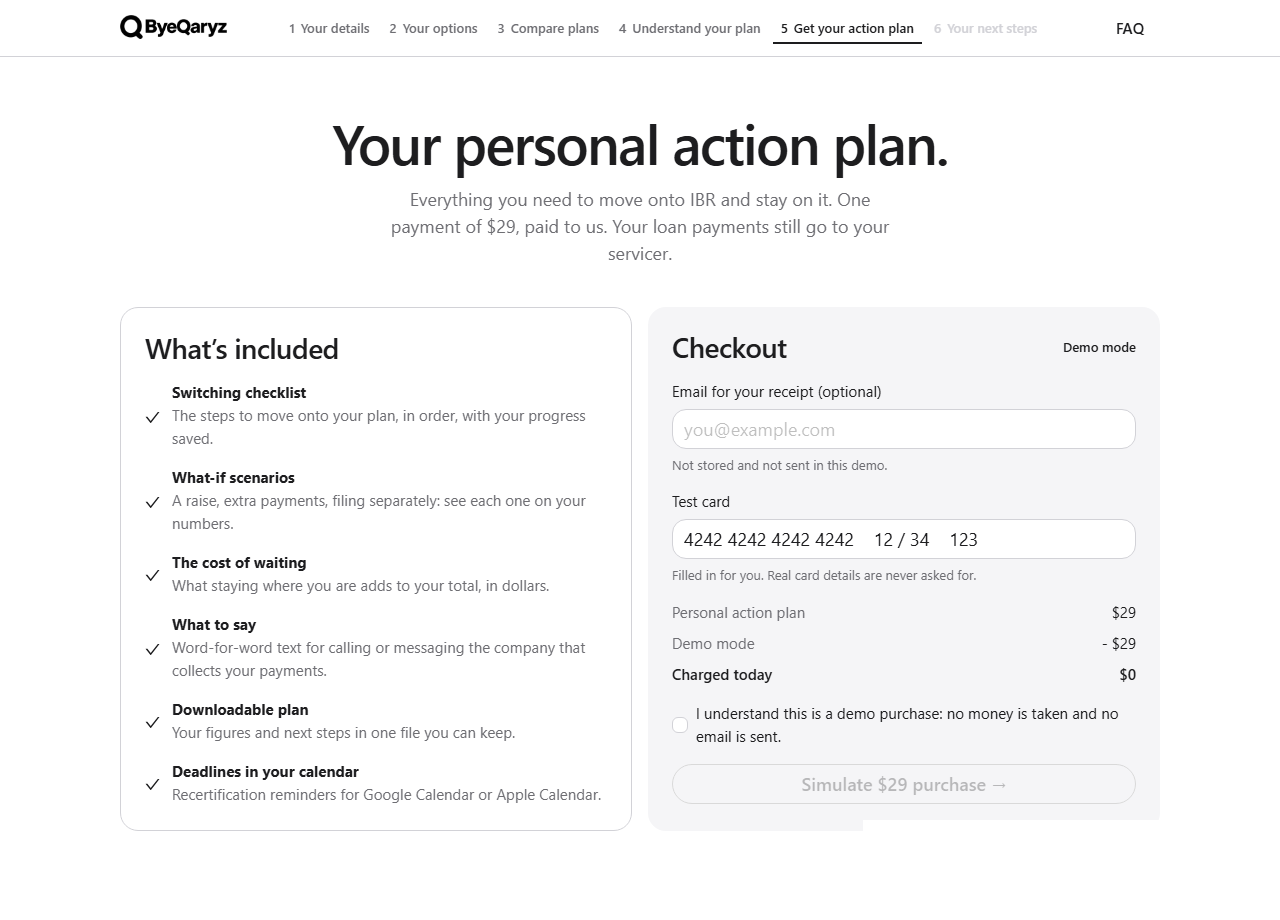 ByeQaryz
1 Your details
2 Your options
3 Compare plans
4 Understand your plan
5 Get your action plan
6 Your next steps
FAQ
Your personal action plan.
Everything you need to move onto IBR and stay on it. One
payment of $29, paid to us. Your loan payments still go to your
servicer.
What's included
Switching checklist
The steps to move onto your plan, in order, with your progress
saved.
What-if scenarios
A raise, extra payments, filing separately: see each one on your
numbers.
The cost of waiting
What staying where you are adds to your total, in dollars.
What to say
Word-for-word text for calling or messaging the company that
collects your payments.
Downloadable plan
Your figures and next steps in one file you can keep.
Deadlines in your calendar
Recertification reminders for Google Calendar or Apple Calendar.
Checkout
Demo mode
Email for your receipt (optional)
you@example.com
Not stored and not sent in this demo.
Test card
4242 4242 4242 4242 12 / 34 123
Filled in for you. Real card details are never asked for.
Personal action plan $29
Demo mode - $29
Charged today $0
I understand this is a demo purchase: no money is taken and no
email is sent.
Simulate $29 purchase →